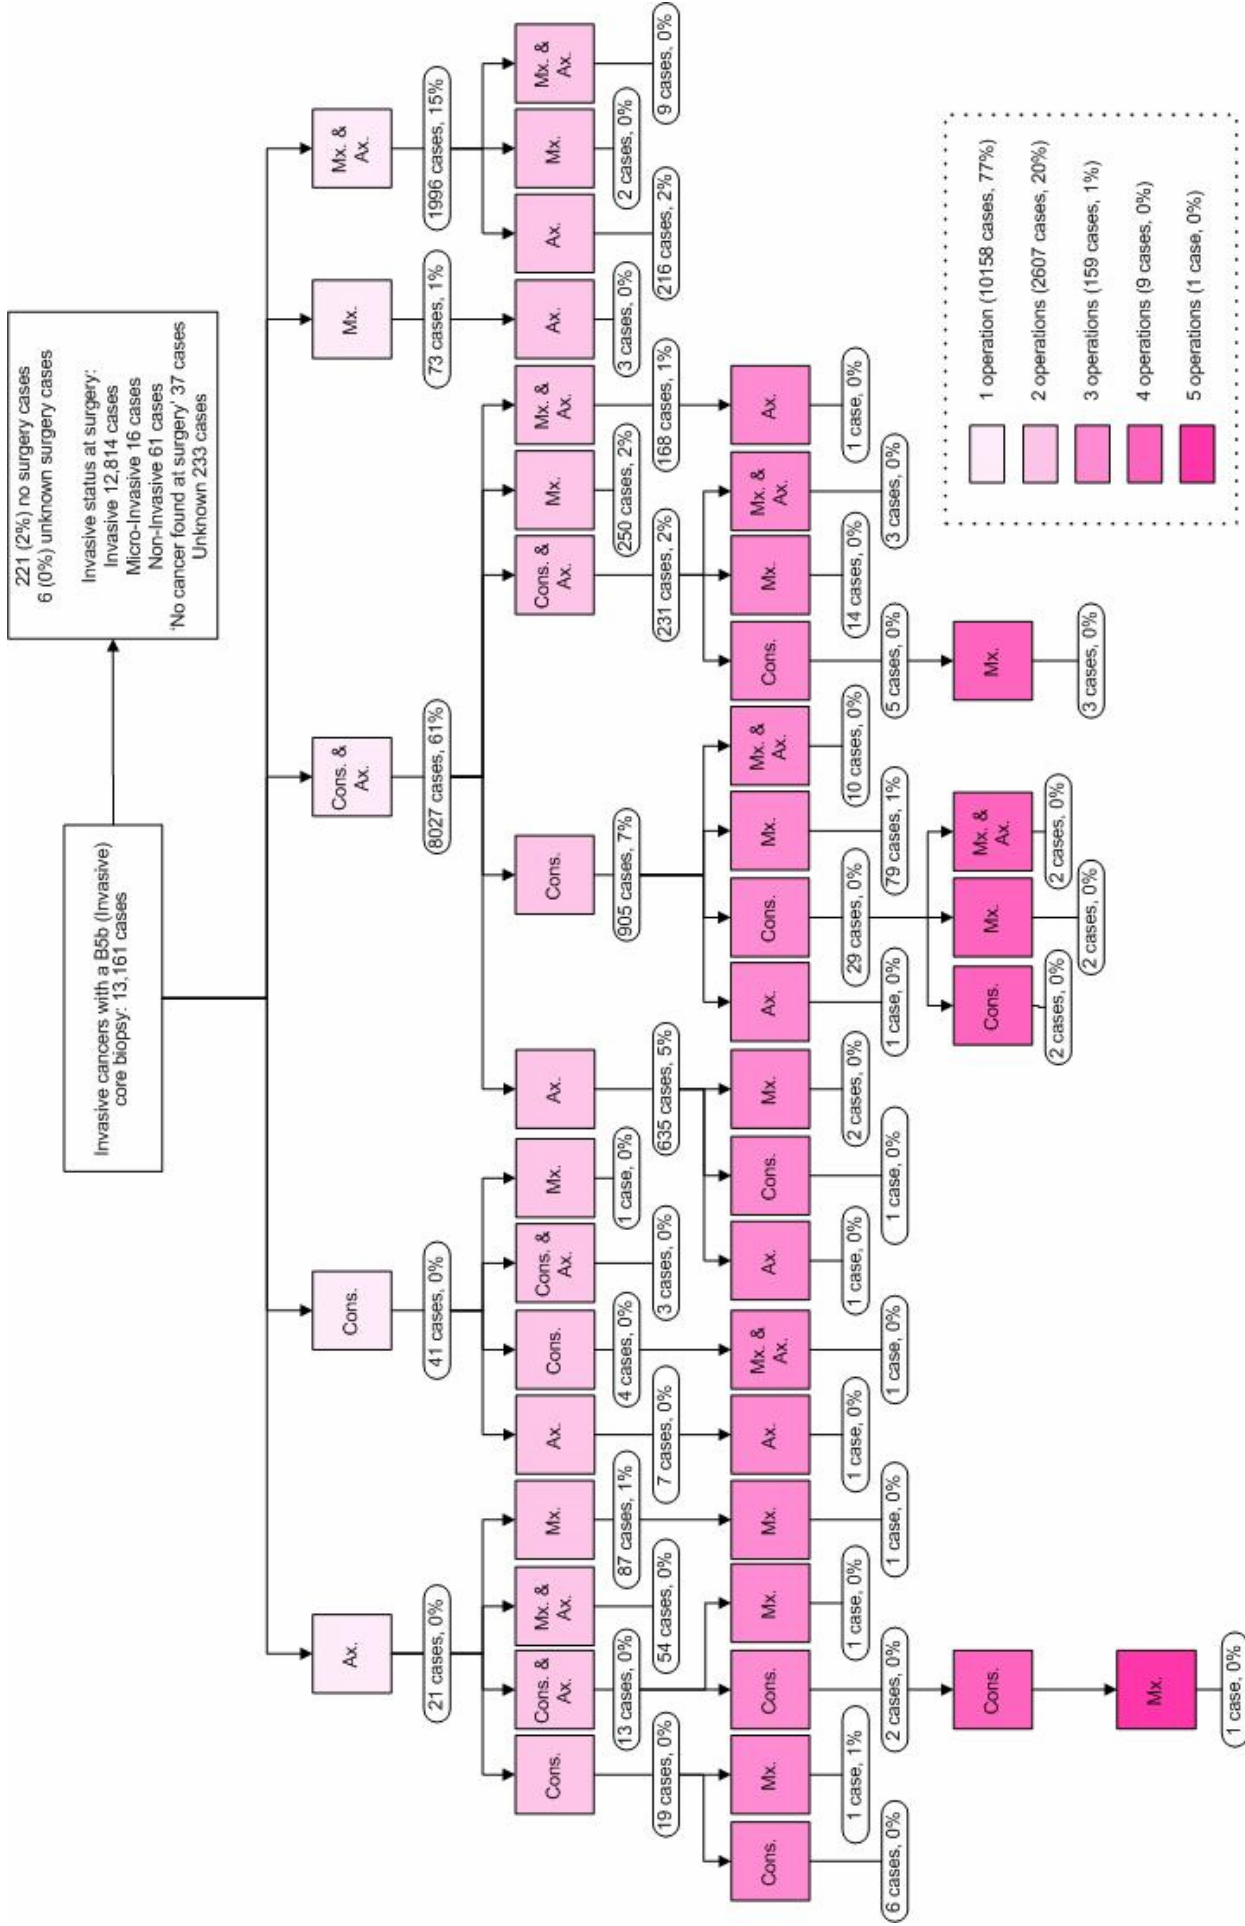 Invasive cancers with a B5b (Invasive)
core biopsy: 13,161 cases
221 (2%) no surgery cases
6 (0%) unknown surgery cases
Invasive status at surgery:
Invasive 12,814 cases
Micro-Invasive 16 cases
Non-Invasive 61 cases
'No cancer found at surgery' 37 cases
Unknown 233 cases
Ax.
Cons.
Cons. &
Ax.
Mx.
Mx. &
Ax.
21 cases, 0%
41 cases, 0%
8027 cases, 61%
73 cases, 1%
1996 cases, 15%
Cons.
Cons. &
Ax.
Mx. &
Ax.
Mx.
Ax.
Cons.
Cons. &
Ax.
Mx.
Ax.
Cons.
Cons. &
Ax.
Mx.
Mx. &
Ax.
Ax.
Ax.
Mx.
Mx. &
Ax.
19 cases, 0%
13 cases, 0%
54 cases, 0%
87 cases, 1%
7 cases, 0%
4 cases, 0%
3 cases, 0%
1 case, 0%
635 cases, 5%
905 cases, 7%
231 cases, 2%
250 cases, 2%
168 cases, 1%
3 cases, 0%
216 cases, 2%
2 cases, 0%
9 cases, 0%
Cons.
Mx.
Cons.
Mx.
Mx.
Ax.
Mx. &
Ax.
Ax.
Cons.
Mx.
Ax.
Cons.
Mx.
Mx. &
Ax.
Cons.
Mx.
Mx. &
Ax.
Ax.
6 cases, 0%
1 case, 1%
2 cases, 0%
1 case, 0%
1 case, 0%
1 case, 0%
1 case, 0%
1 case, 0%
1 case, 0%
2 cases, 0%
1 case, 0%
29 cases, 0%
79 cases, 1%
10 cases, 0%
5 cases, 0%
14 cases, 0%
3 cases, 0%
1 case, 0%
Cons.
Cons.
Mx.
Mx. &
Ax.
Mx.
2 cases, 0%
2 cases, 0%
2 cases, 0%
3 cases, 0%
Mx.
1 case, 0%
1 operation (10158 cases, 77%)
2 operations (2607 cases, 20%)
3 operations (159 cases, 1%)
4 operations (9 cases, 0%)
5 operations (1 case, 0%)